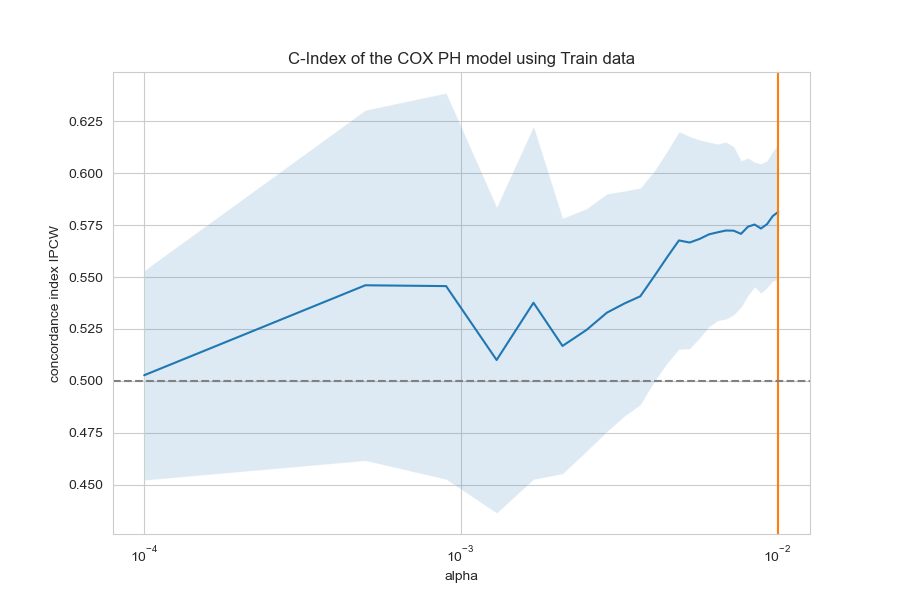 C-Index of the COX PH model using Train data
concordance index IPCW
0.625
0.600
0.575
0.550
0.525
0.500
0.475
0.450
10⁻⁴ 10⁻³ 10⁻²
alpha